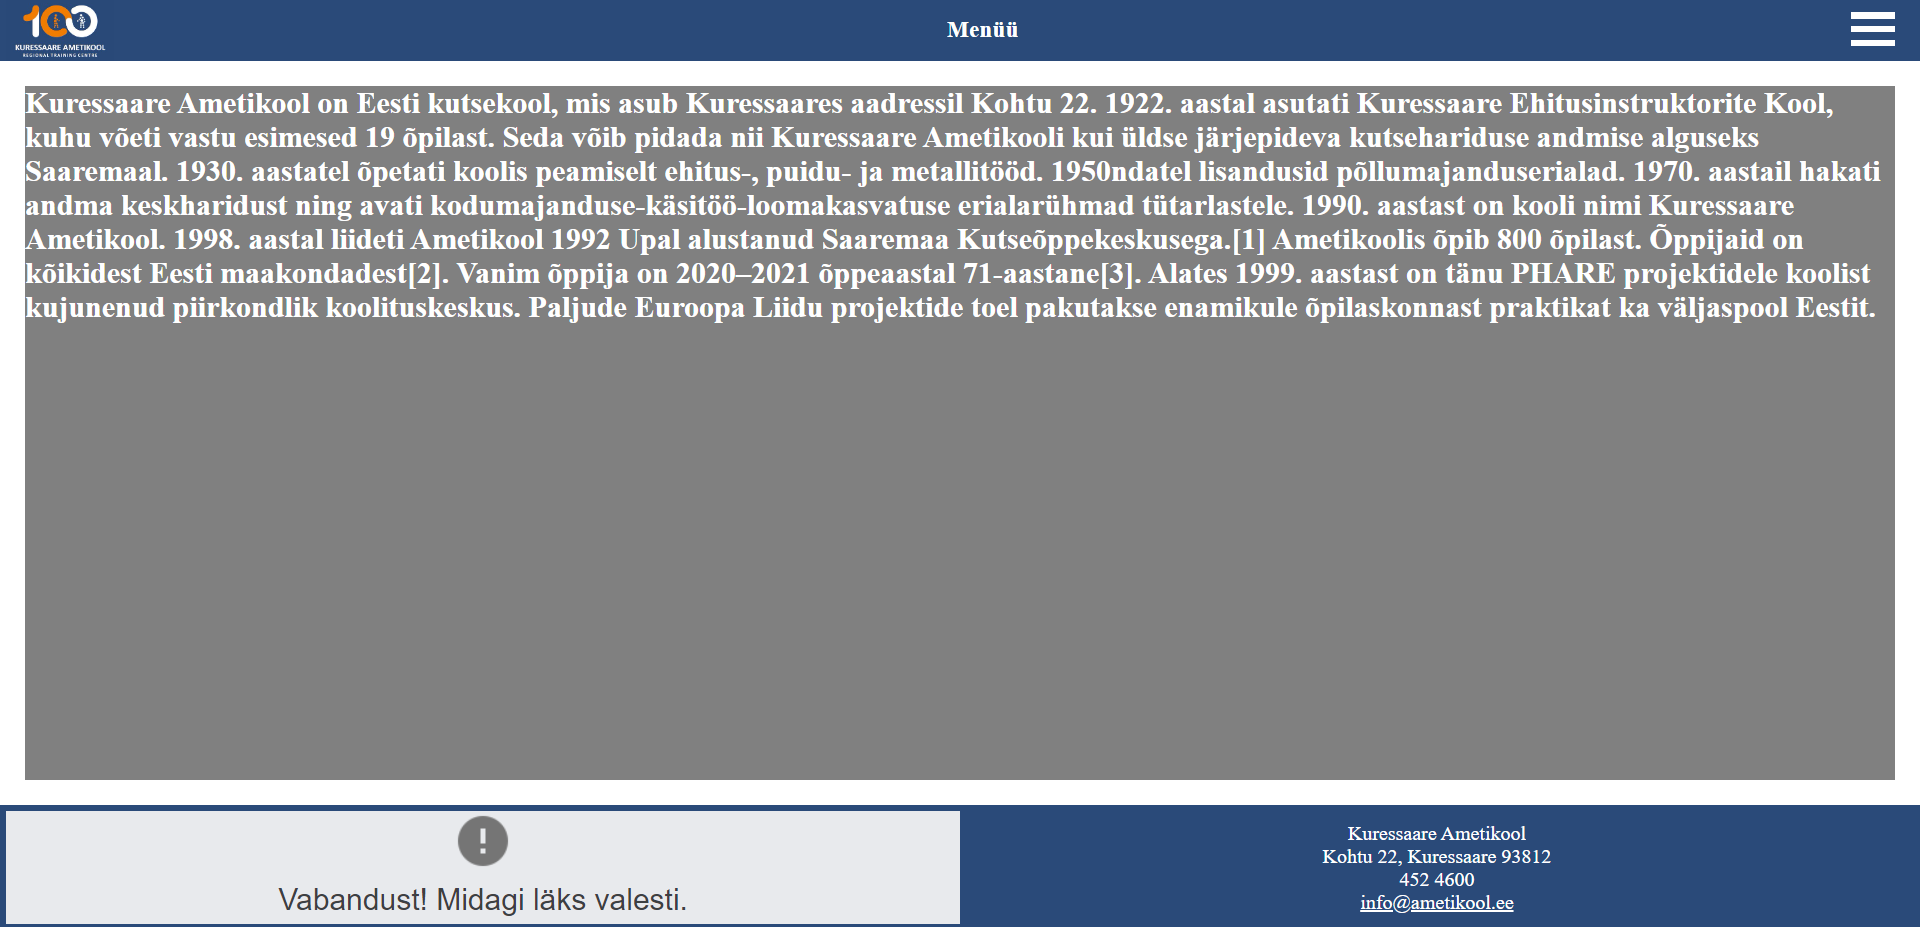 100
KURESSAARE AMETIKOOL
REGIONAL TRAINING CENTRE
Menüü
Kuressaare Ametikool on Eesti kutsekool, mis asub Kuressaares aadressil Kohtu 22. 1922. aastal asutati Kuressaare Ehitusinstruktorite Kool,
kuhu võeti vastu esimesed 19 õpilast. Seda võib pidada nii Kuressaare Ametikooli kui üldse järjepideva kutsehariduse andmise alguseks
Saaremaal. 1930. aastatel õpetati koolis peamiselt ehitus-, puidu- ja metallitööd. 1950ndatel lisandusid põllumajanduserialad. 1970. aastail hakati
andma keskharidust ning avati kodumajanduse-käsitöö-loomakasvatuse erialarühmad tütarlastele. 1990. aastast on kooli nimi Kuressaare
Ametikool. 1998. aastal liideti Ametikool 1992 Upal alustanud Saaremaa Kutseõppekeskusega.[1] Ametikoolis õpib 800 õpilast. Õppijaid on
kõikidest Eesti maakondadest[2]. Vanim õppija on 2020–2021 õppeaastal 71-aastane[3]. Alates 1999. aastast on tänu PHARE projektidele koolist
kujunenud piirkondlik koolituskeskus. Paljude Euroopa Liidu projektide toel pakutakse enamikule õpilaskonnast praktikat ka väljaspool Eestit.
Vabandust! Midagi läks valesti.
Kuressaare Ametikool
Kohtu 22, Kuressaare 93812
452 4600
info@ametikool.ee